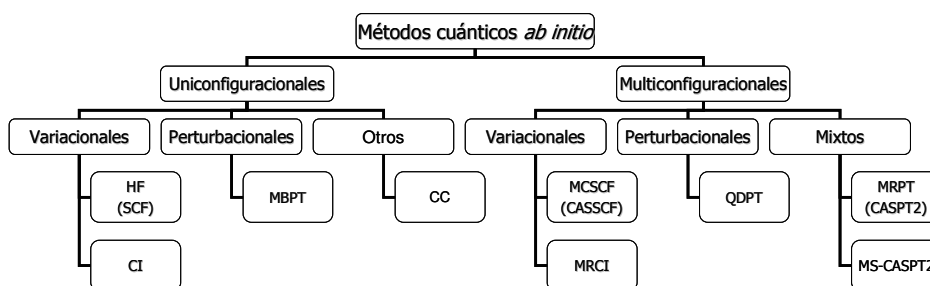 Métodos cuánticos ab initio
Uniconfiguracionales
Multiconfiguracionales
Variacionales
Perturbacionales
Otros
Variacionales
Perturbacionales
Mixtos
HF
(SCF)
MBPT
CC
MCSCF
(CASSCF)
QDPT
MRPT
(CASPT2)
CI
MRCI
MS-CASPT2